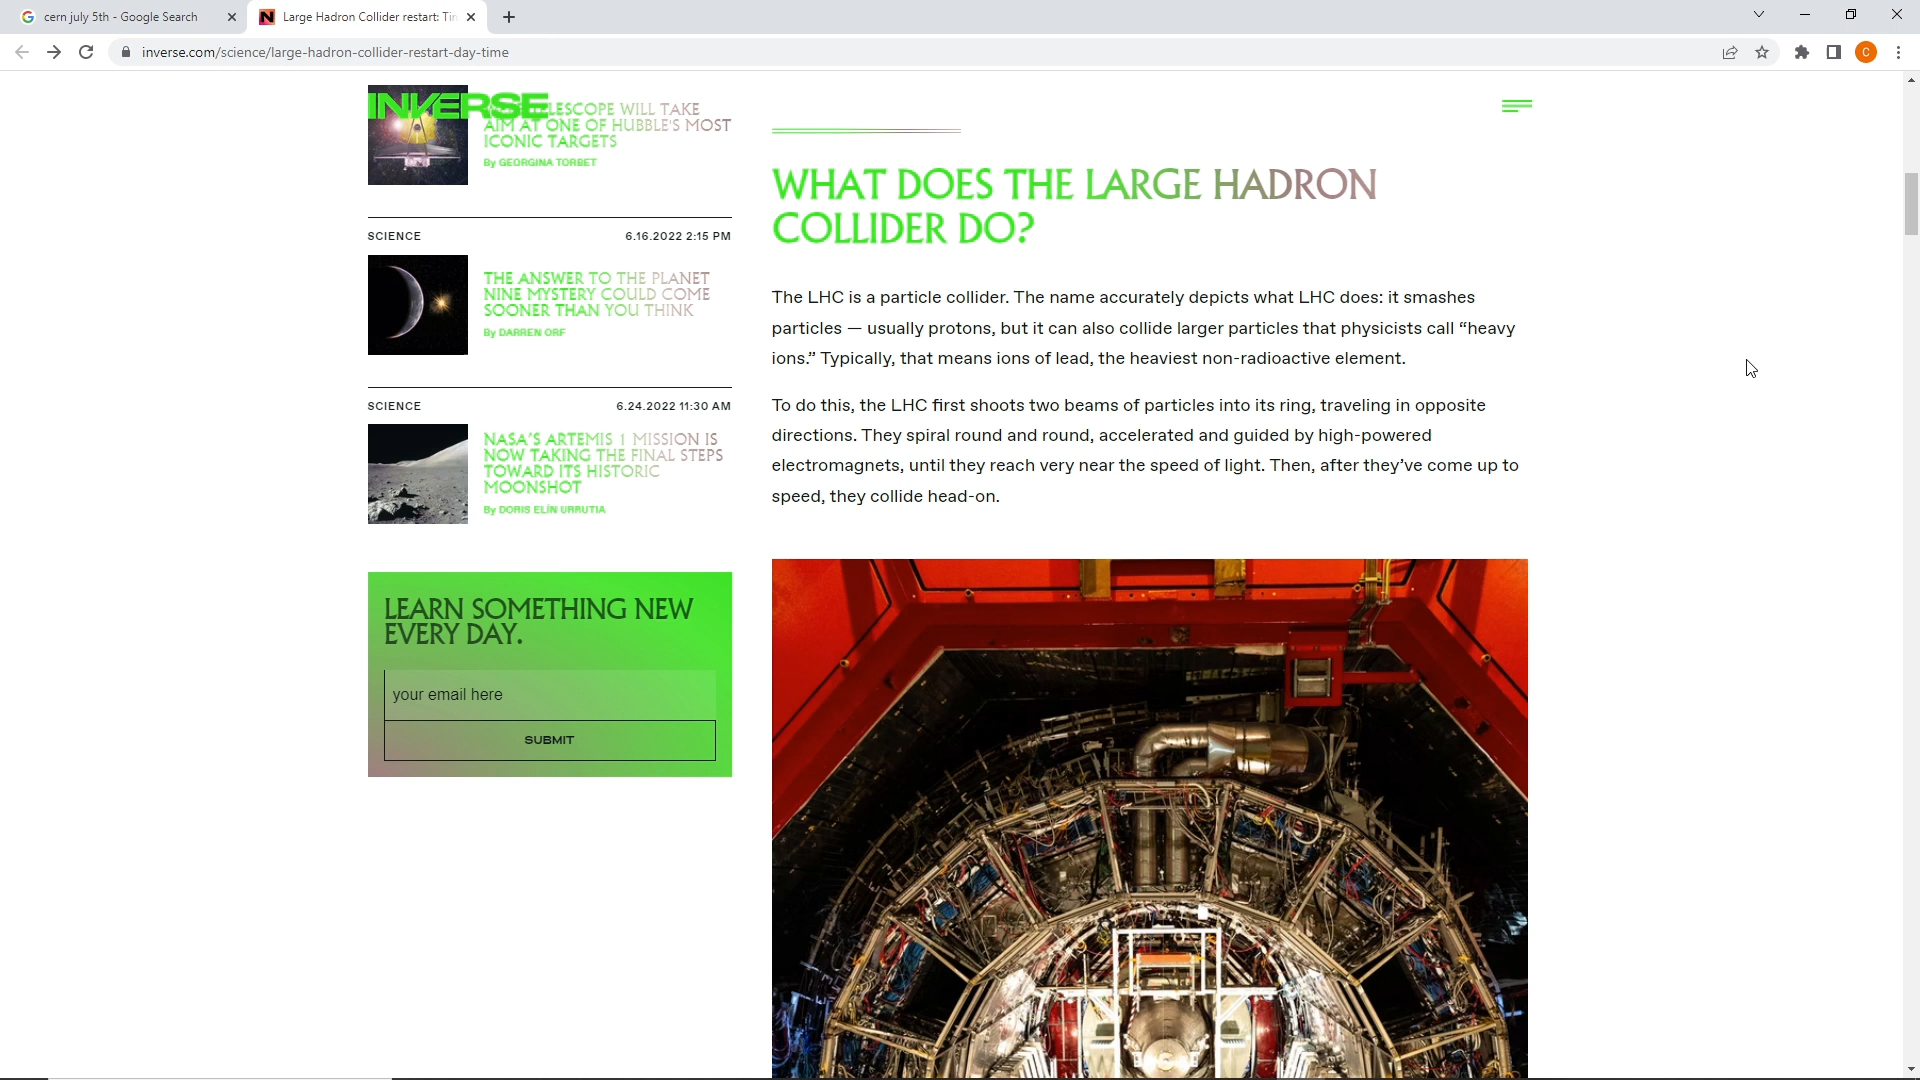 cern july 5th - Google Search
Large Hadron Collider restart: Tim
inverse.com/science/large-hadron-collider-restart-day-time
C
INVERSE
TELESCOPE WILL TAKE
AIM AT ONE OF HUBBLE'S MOST
ICONIC TARGETS
By GEORGINA TORBET
SCIENCE 6.16.2022 2:15 PM
THE ANSWER TO THE PLANET
NINE MYSTERY COULD COME
SOONER THAN YOU THINK
By DARREN ORF
SCIENCE 6.24.2022 11:30 AM
NASA'S ARTEMIS 1 MISSION IS
NOW TAKING THE FINAL STEPS
TOWARD ITS HISTORIC
MOONSHOT
By DORIS ELÍN URRUTIA
LEARN SOMETHING NEW
EVERY DAY.
your email here
SUBMIT
WHAT DOES THE LARGE HADRON
COLLIDER DO?
The LHC is a particle collider. The name accurately depicts what LHC does: it smashes
particles — usually protons, but it can also collide larger particles that physicists call “heavy
ions.” Typically, that means ions of lead, the heaviest non-radioactive element.
To do this, the LHC first shoots two beams of particles into its ring, traveling in opposite
directions. They spiral round and round, accelerated and guided by high-powered
electromagnets, until they reach very near the speed of light. Then, after they’ve come up to
speed, they collide head-on.